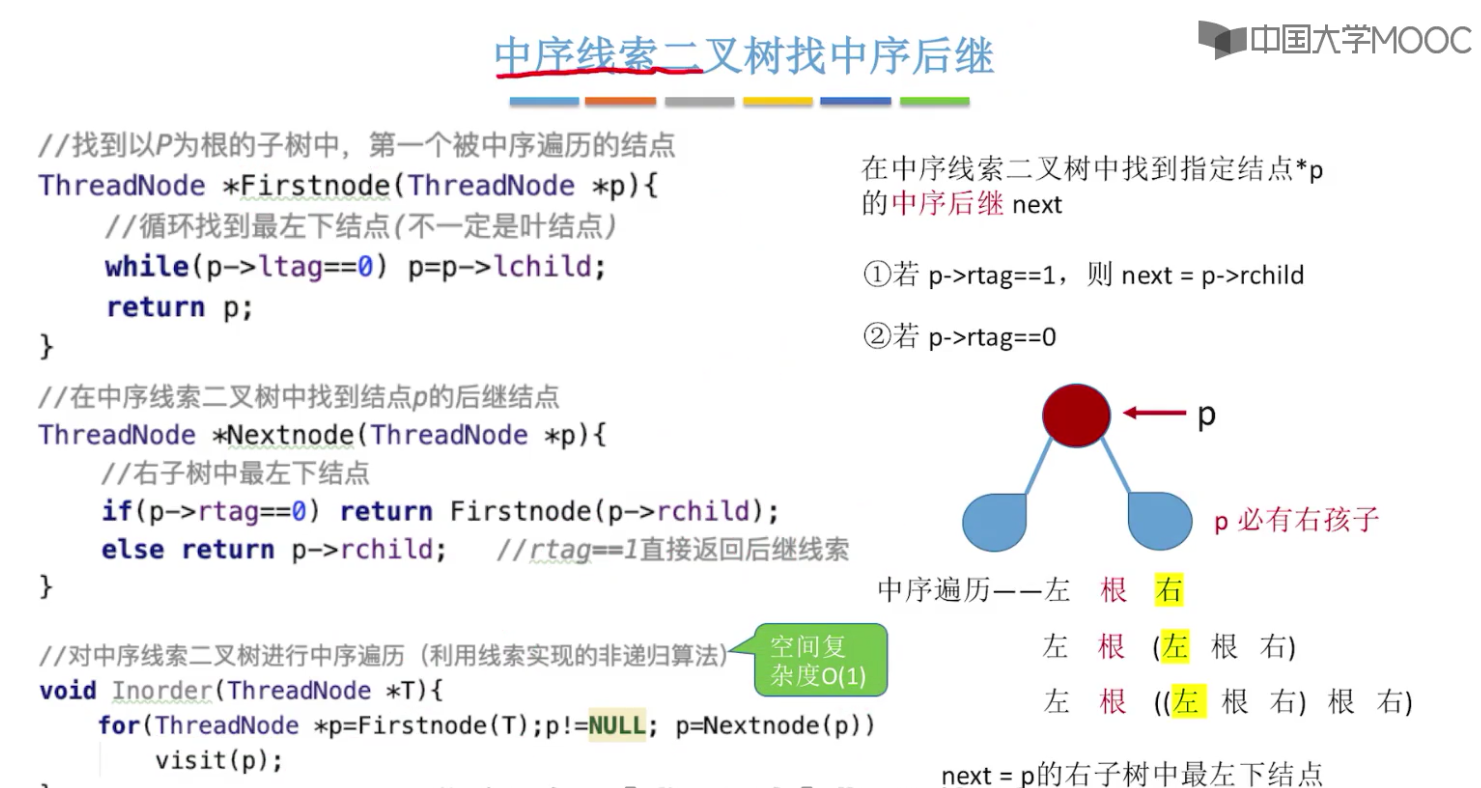 中国大学MOOC
中序线索二叉树找中序后继
//找到以P为根的子树中，第一个被中序遍历的结点
ThreadNode *Firstnode(ThreadNode *p){
//循环找到最左下结点(不一定是叶结点)
while(p->ltag==0) p=p->lchild;
return p;
}
//在中序线索二叉树中找到结点p的后继结点
ThreadNode *Nextnode(ThreadNode *p){
//右子树中最左下结点
if(p->rtag==0) return Firstnode(p->rchild);
else return p->rchild; //rtag==1直接返回后继线索
}
//对中序线索二叉树进行中序遍历（利用线索实现的非递归算法)
void Inorder(ThreadNode *T){
for(ThreadNode *p=Firstnode(T);p!=NULL; p=Nextnode(p))
visit(p);
空间复
杂度O(1)
在中序线索二叉树中找到指定结点*p
的中序后继 next
①若 p->rtag==1，则 next = p->rchild
②若 p->rtag==0
p
p 必有右孩子
中序遍历——左 根 右
左 根 (左 根 右)
左 根 ((左 根 右) 根 右)
next = p的右子树中最左下结点